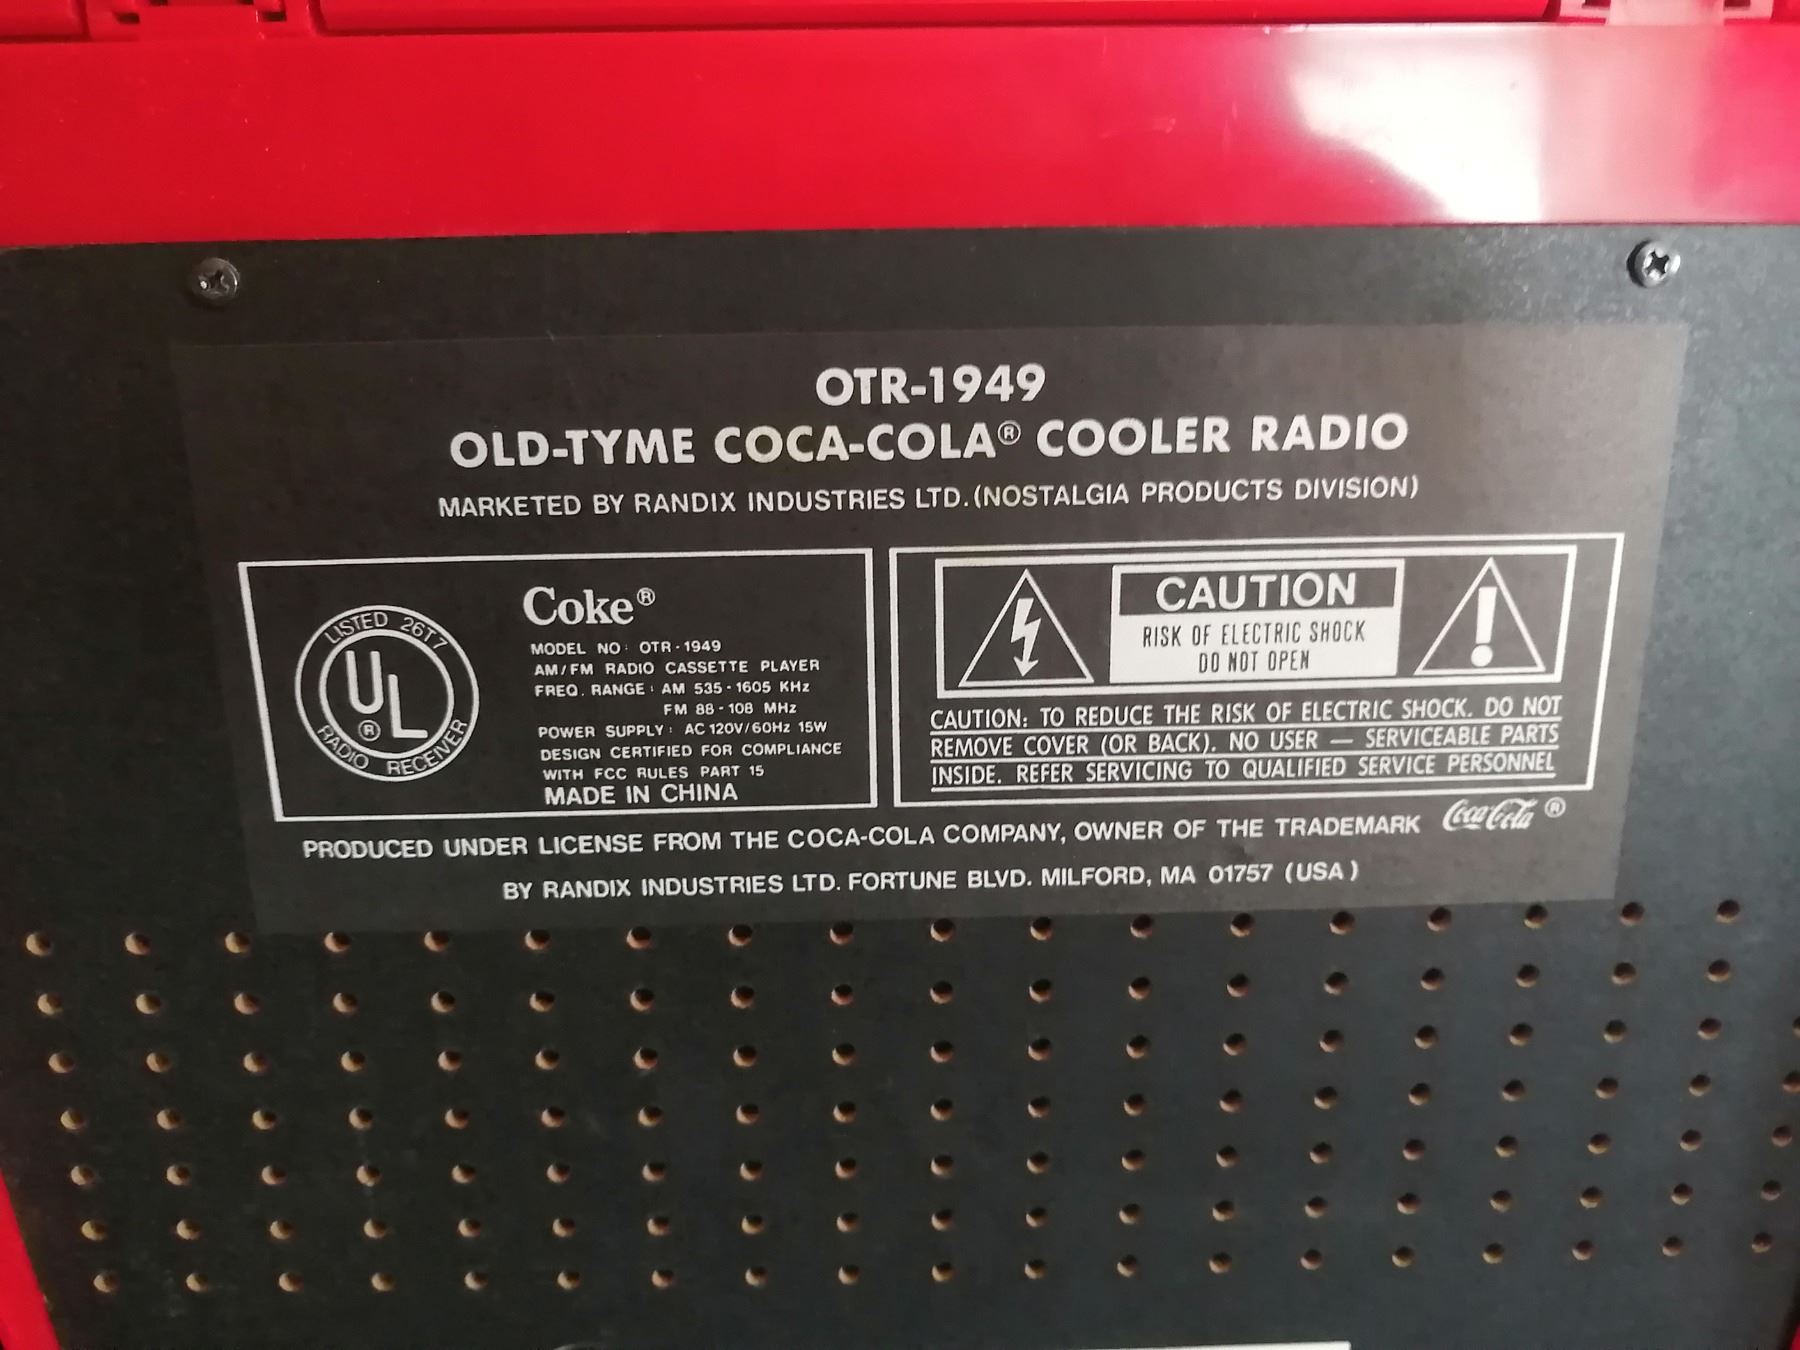 OTR-1949
OLD-TYME COCA-COLA® COOLER RADIO
MARKETED BY RANDIX INDUSTRIES LTD. (NOSTALGIA PRODUCTS DIVISION)
LISTED 26T7
UL®
RADIO RECEIVER
Coke®
MODEL NO: OTR-1949
AM/FM RADIO CASSETTE PLAYER
FREQ. RANGE: AM 535-1605 KHz
FM 88-108 MHz
POWER SUPPLY: AC 120V/60Hz 15W
DESIGN CERTIFIED FOR COMPLIANCE
WITH FCC RULES PART 15
MADE IN CHINA
CAUTION
RISK OF ELECTRIC SHOCK
DO NOT OPEN
CAUTION: TO REDUCE THE RISK OF ELECTRIC SHOCK. DO NOT
REMOVE COVER (OR BACK). NO USER — SERVICEABLE PARTS
INSIDE. REFER SERVICING TO QUALIFIED SERVICE PERSONNEL
PRODUCED UNDER LICENSE FROM THE COCA-COLA COMPANY, OWNER OF THE TRADEMARK Coca-Cola®
BY RANDIX INDUSTRIES LTD. FORTUNE BLVD. MILFORD, MA 01757 (USA)